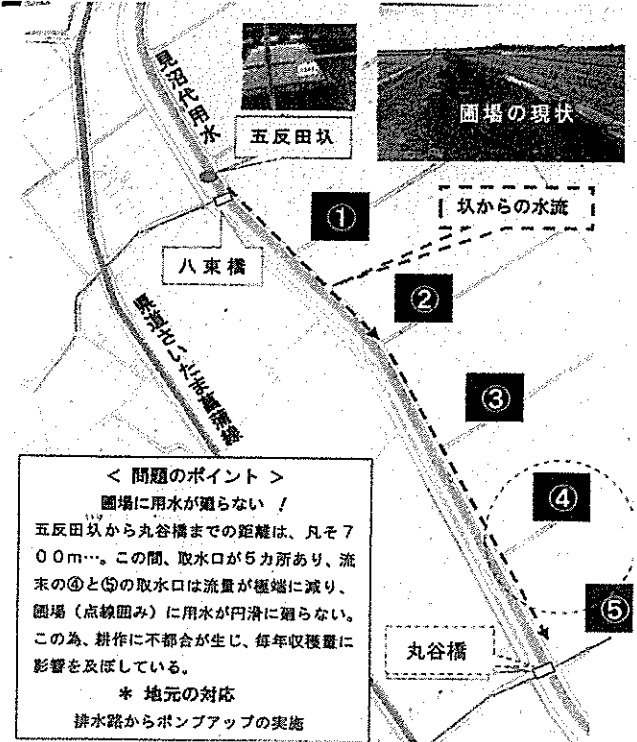 見沼代用水
五反田圦
圃場の現状
①
圦からの水流
八束橋
②
県道さいたま菖蒲線
③
④
⑤
丸谷橋
< 問題のポイント >
圃場に用水が廻らない !
いり
五反田圦から丸谷橋までの距離は、凡そ7
00m…。この間、取水口が5カ所あり、流
末の④と⑤の取水口は流量が極端に減り、
圃場(点線囲み)に用水が円滑に廻らない。
この為、耕作に不都合が生じ、毎年収穫量に
影響を及ぼしている。
* 地元の対応
排水路からポンプアップの実施